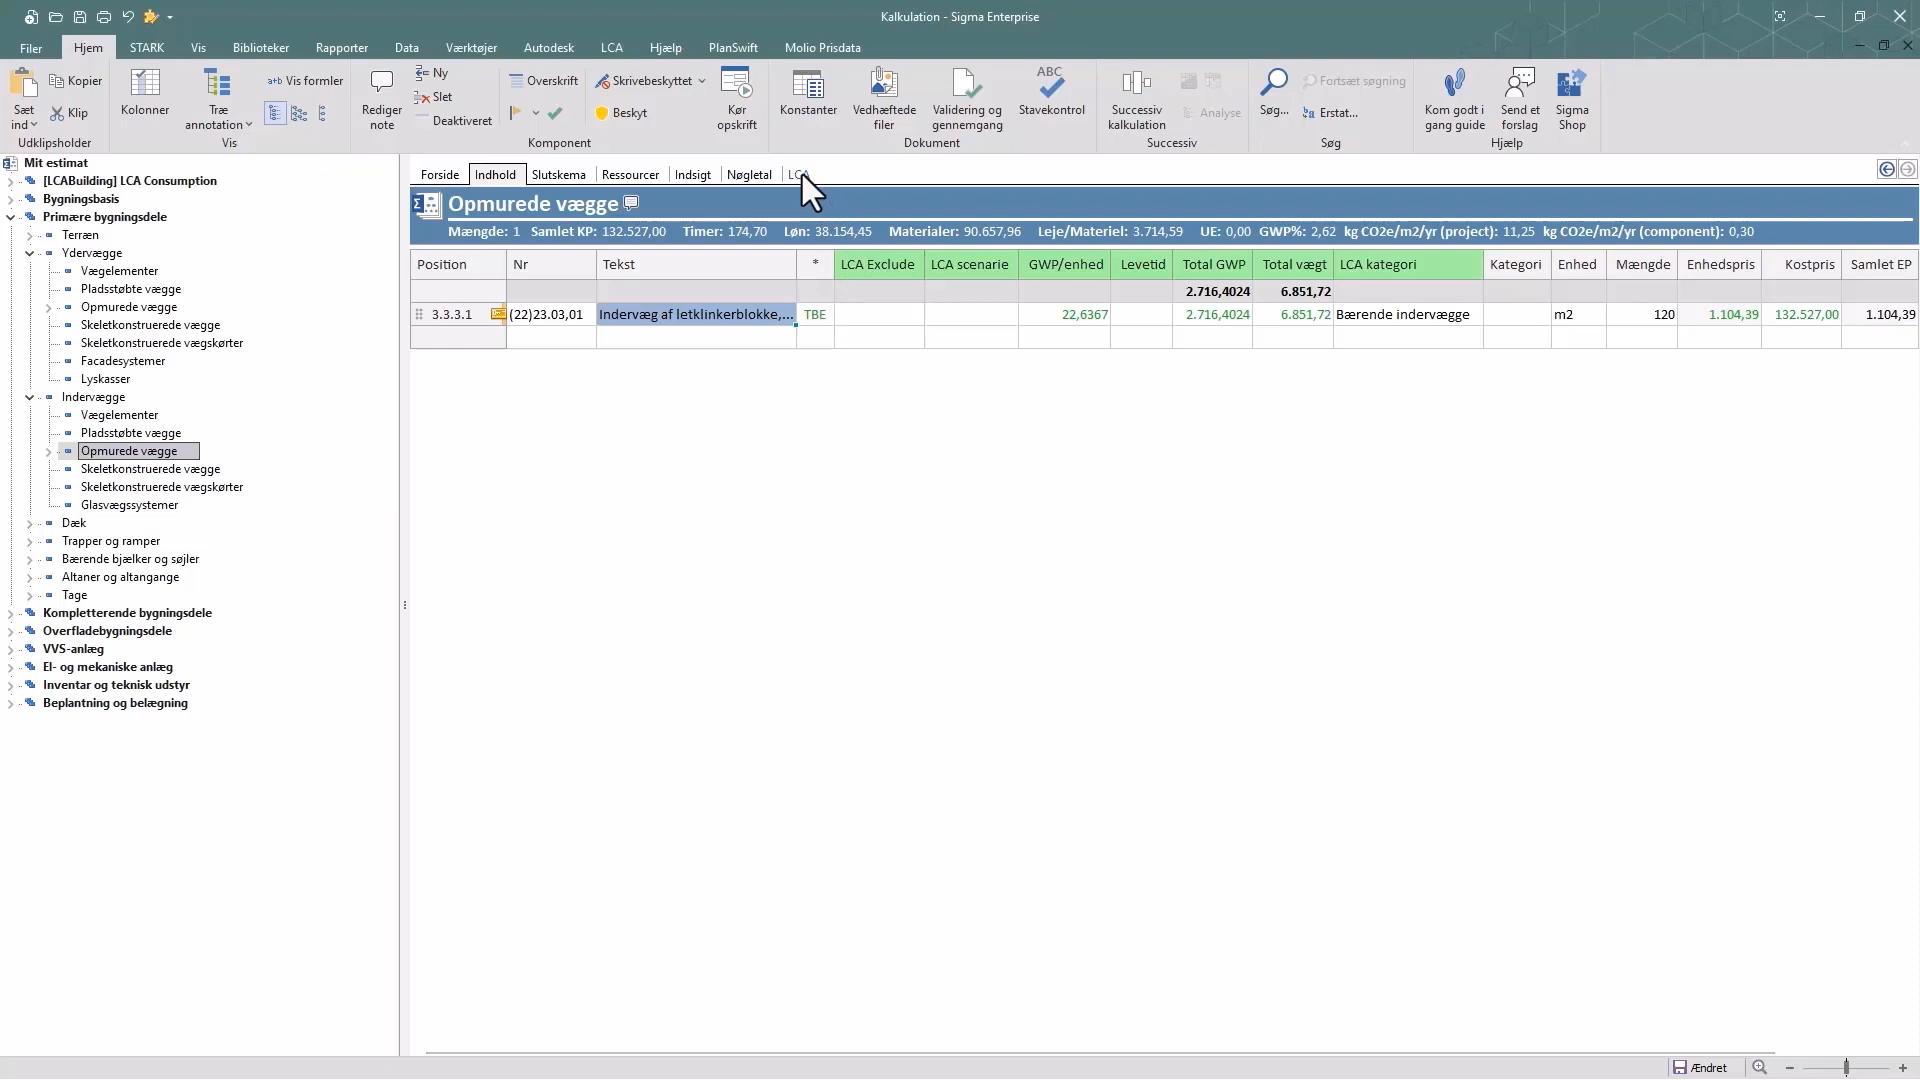 Kalkulation - Sigma Enterprise
Filer Hjem STARK Vis Biblioteker Rapporter Data Værktøjer Autodesk LCA Hjælp PlanSwift Molio Prisdata
Sæt ind Kopier Klip
Udklipsholder
Kolonner Træ annotation a+b Vis formler
Vis
Rediger note Ny Slet Deaktiveret Overskrift Skrivebeskyttet Beskyt Kør opskrift
Komponent
Konstanter Vedhæftede filer Validering og gennemgang ABC Stavekontrol
Dokument
Successiv kalkulation Analyse
Successiv
Søg... Fortsæt søgning Erstat...
Søg
Kom godt i gang guide Send et forslag Sigma Shop
Hjælp
Mit estimat
[LCABuilding] LCA Consumption
Bygningsbasis
Primære bygningsdele
Terræn
Ydervægge
Vægelementer
Pladsstøbte vægge
Opmurede vægge
Skeletkonstruerede vægge
Skeletkonstruerede vægskørter
Facadesystemer
Lyskasser
Indervægge
Vægelementer
Pladsstøbte vægge
Opmurede vægge
Skeletkonstruerede vægge
Skeletkonstruerede vægskørter
Glasvægssystemer
Dæk
Trapper og ramper
Bærende bjælker og søjler
Altaner og altangange
Tage
Kompletterende bygningsdele
Overfladebygningsdele
VVS-anlæg
El- og mekaniske anlæg
Inventar og teknisk udstyr
Beplantning og belægning
Forside Indhold Slutskema Ressourcer Indsigt Nøgletal LCA
Opmurede vægge
Mængde: 1 Samlet KP: 132.527,00 Timer: 174,70 Løn: 38.154,45 Materialer: 90.657,96 Leje/Materiel: 3.714,59 UE: 0,00 GWP%: 2,62 kg CO2e/m2/yr (project): 11,25 kg CO2e/m2/yr (component): 0,30
Position Nr Tekst * LCA Exclude LCA scenarie GWP/enhed Levetid Total GWP Total vægt LCA kategori Kategori Enhed Mængde Enhedspris Kostpris Samlet EP
2.716,4024 6.851,72
3.3.3.1 (22)23.03,01 Indervæg af letklinkerblokke,... TBE 22,6367 2.716,4024 6.851,72 Bærende indervægge m2 120 1.104,39 132.527,00 1.104,39
Ændret